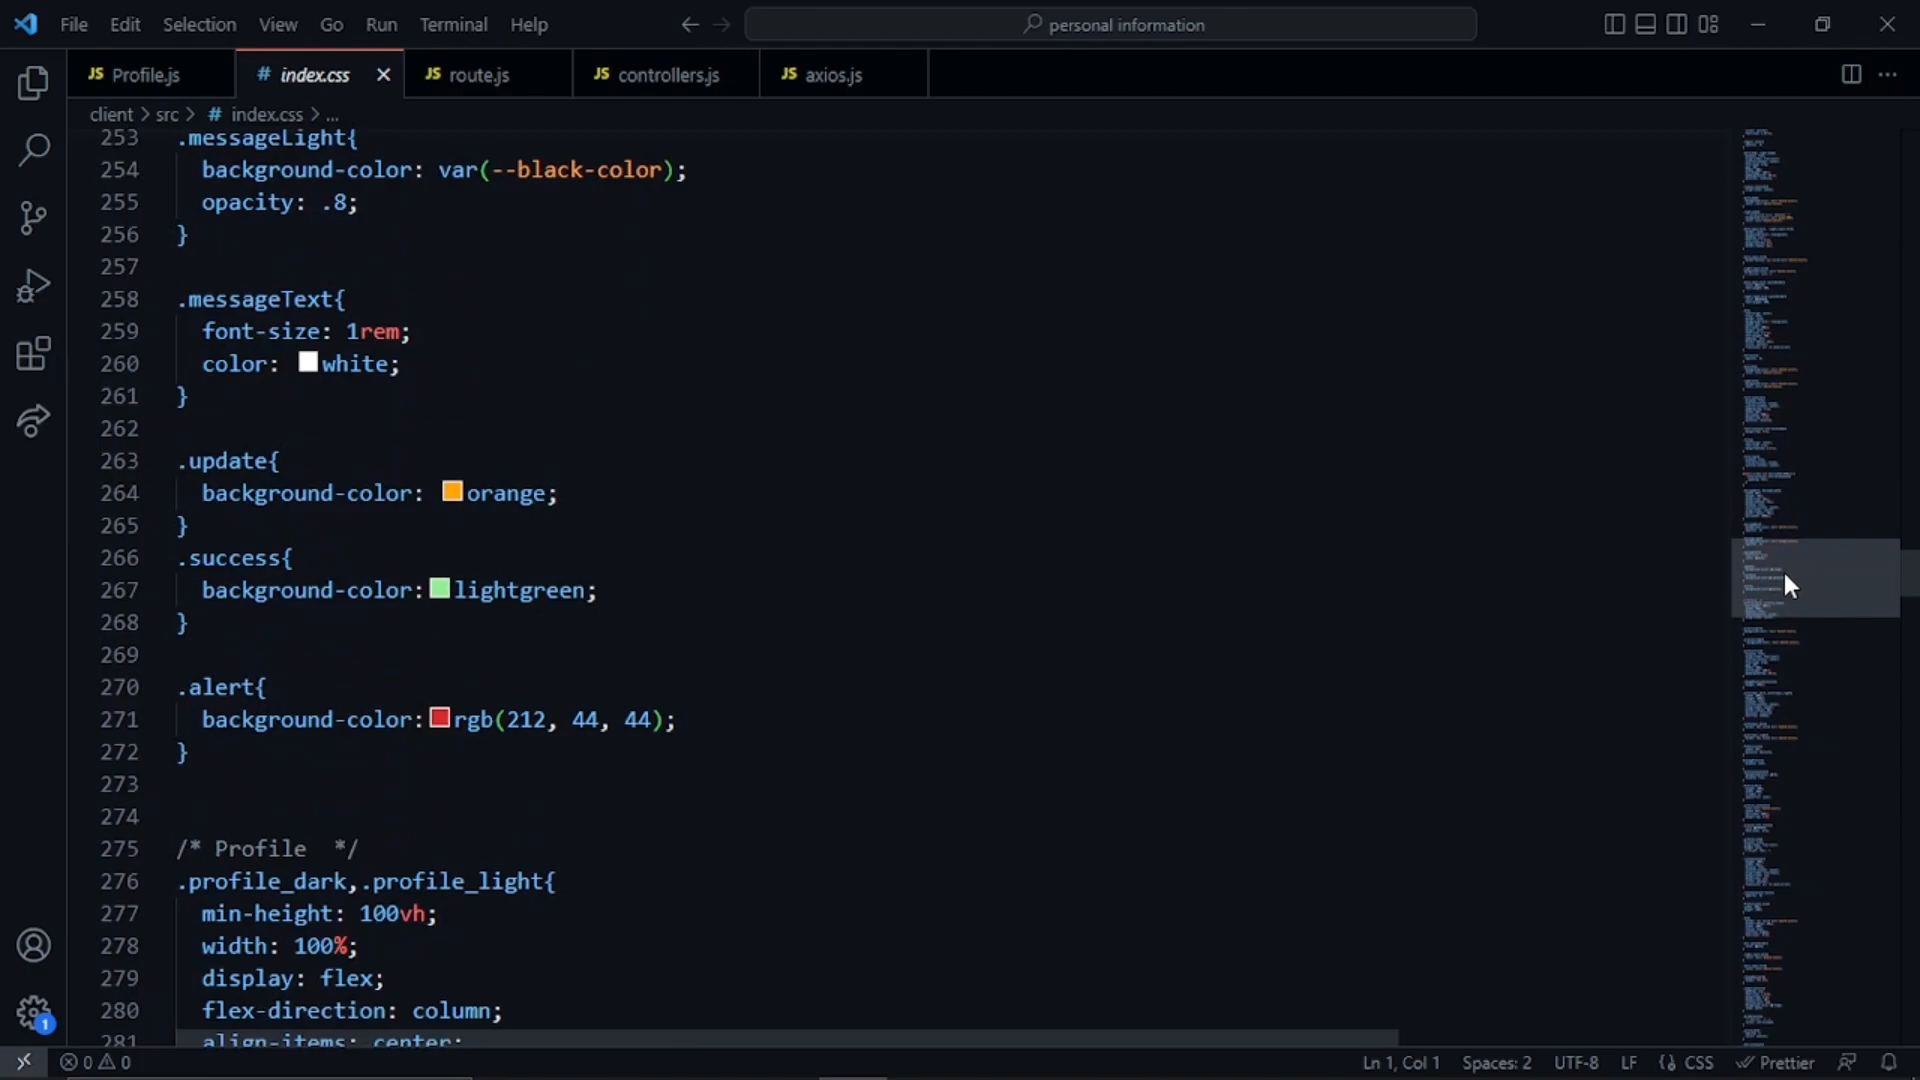 File Edit Selection View Go Run Terminal Help personal information
JS Profile.js # index.css JS route.js JS controllers.js JS axios.js
client > src > # index.css > ...
253 .messageLight{
254 background-color: var(--black-color);
255 opacity: .8;
256 }
257
258 .messageText{
259 font-size: 1rem;
260 color: white;
261 }
262
263 .update{
264 background-color: orange;
265 }
266 .success{
267 background-color: lightgreen;
268 }
269
270 .alert{
271 background-color: rgb(212, 44, 44);
272 }
273
274
275 /* Profile */
276 .profile_dark,.profile_light{
277 min-height: 100vh;
278 width: 100%;
279 display: flex;
280 flex-direction: column;
281 align-items: center;
1
0 0 Ln 1, Col 1 Spaces: 2 UTF-8 LF {} CSS Prettier